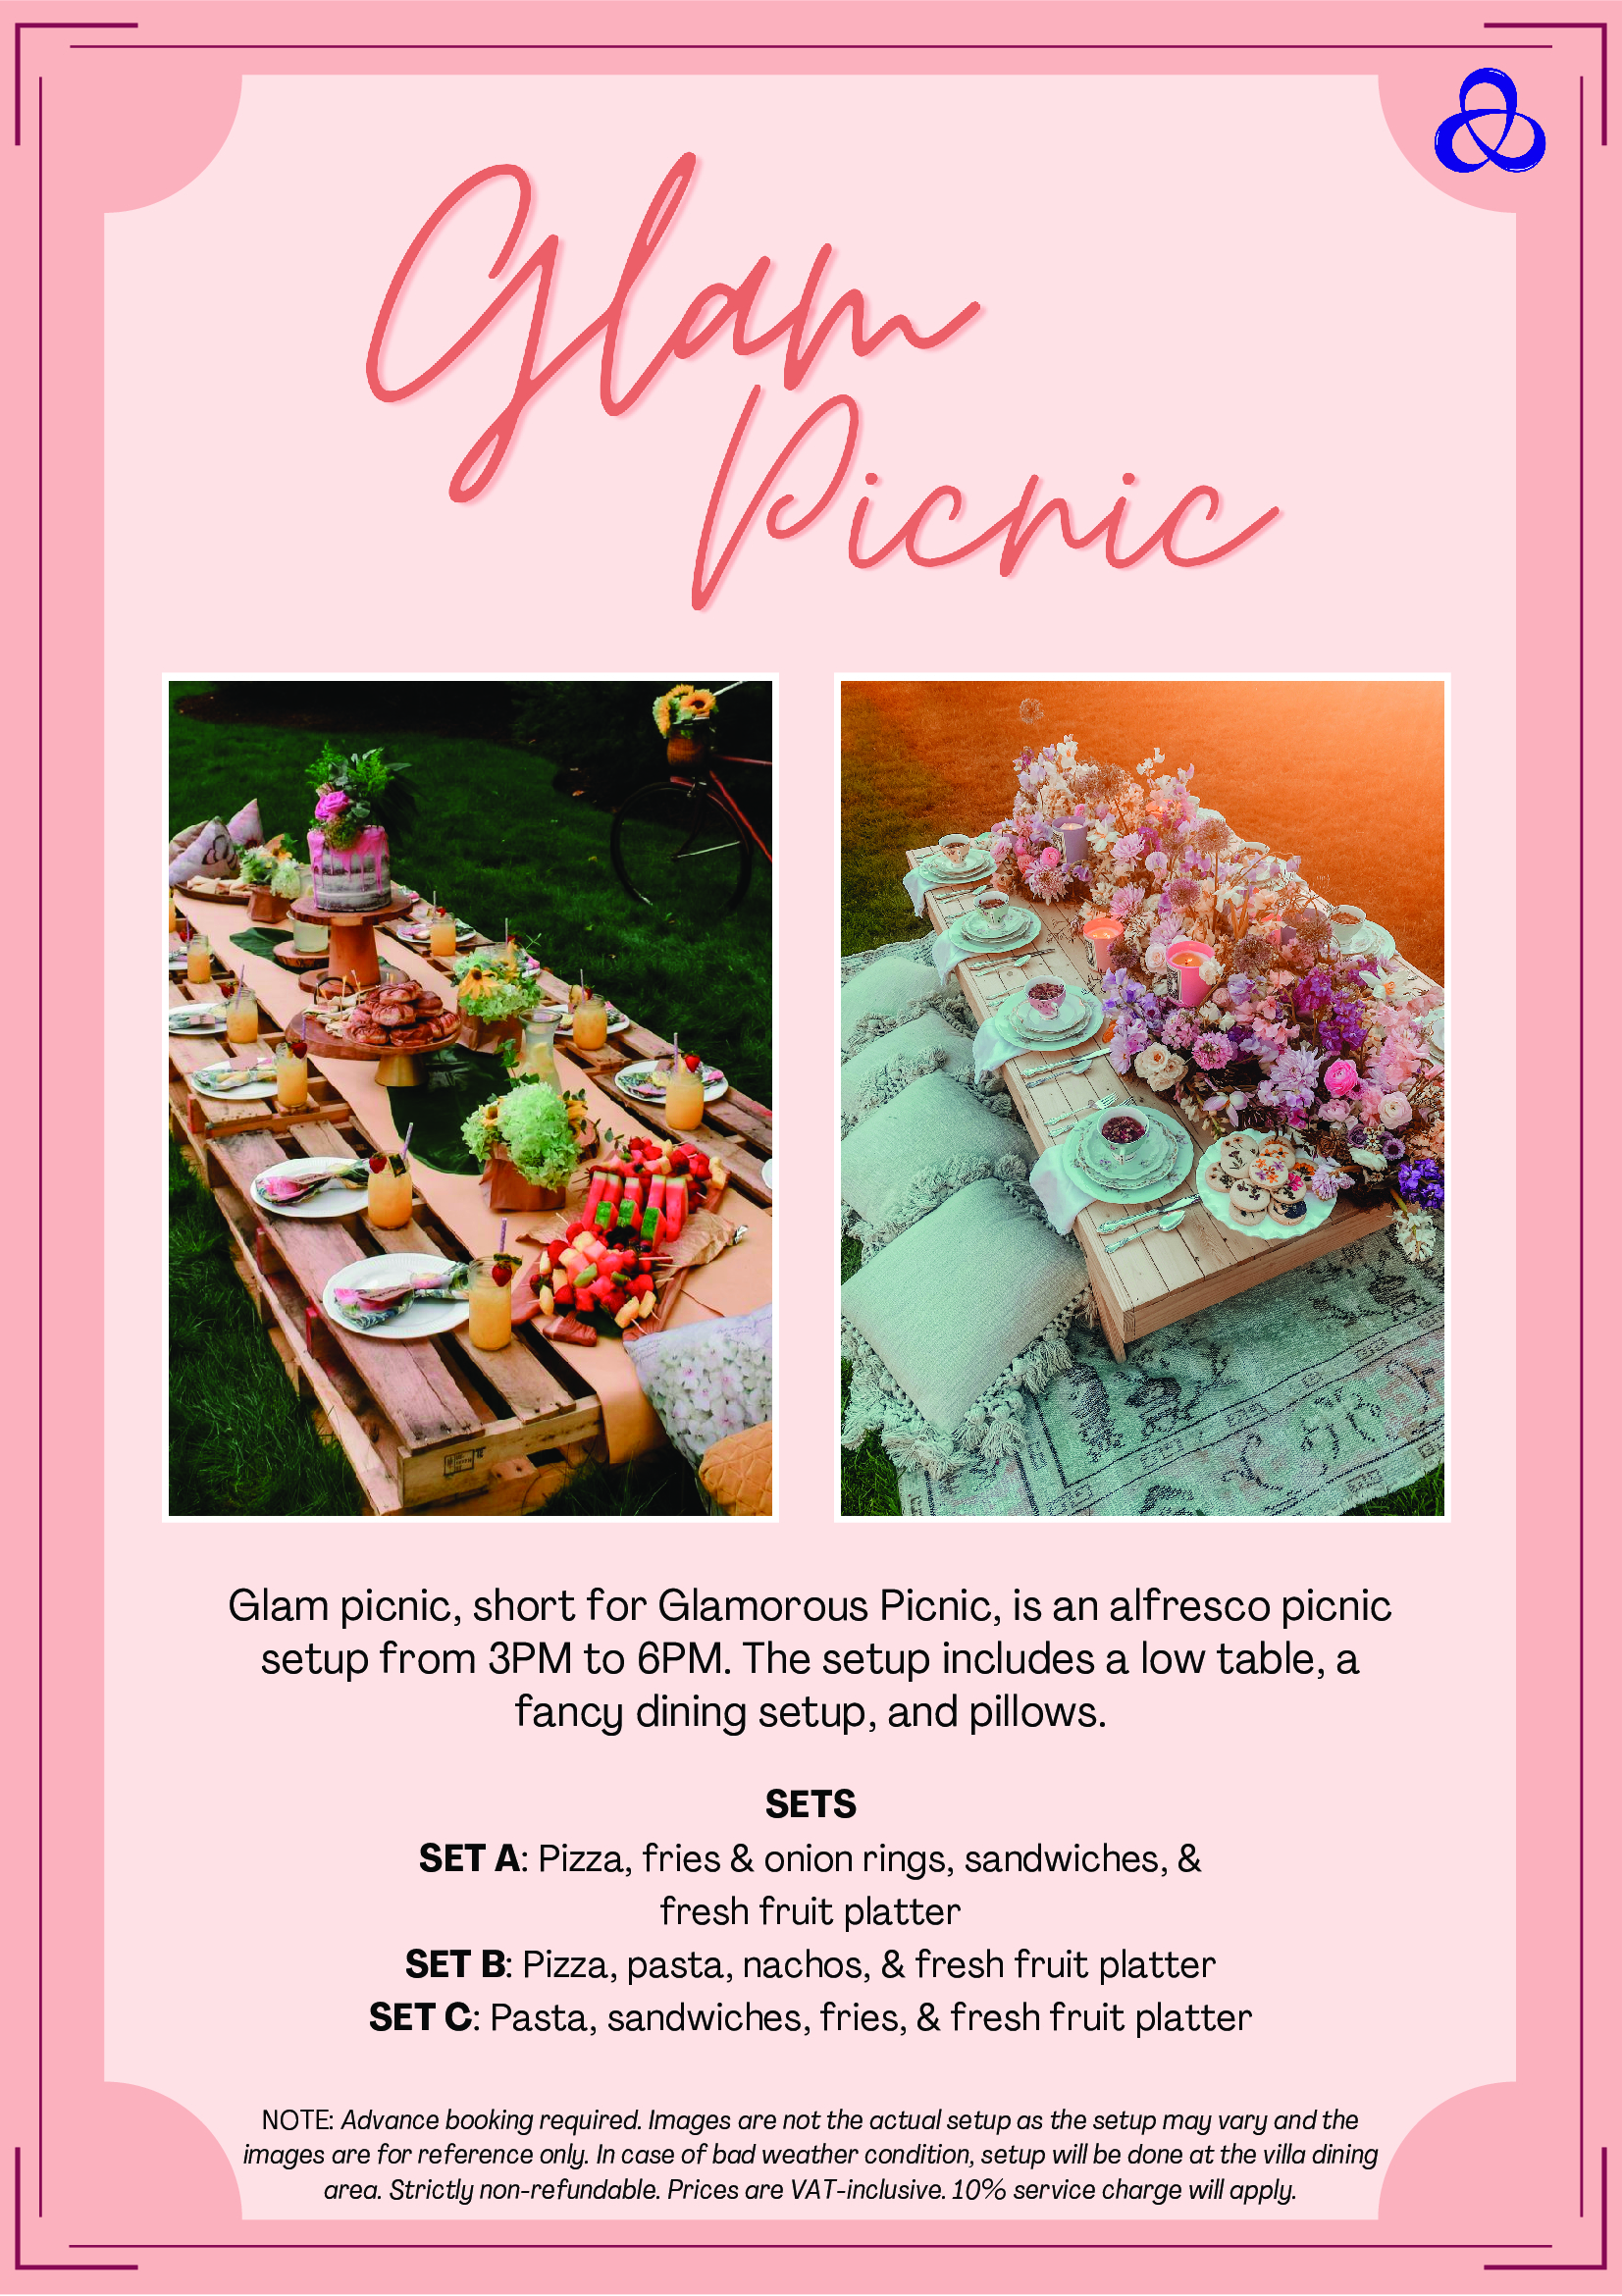 Glam
Picnic
Glam picnic, short for Glamorous Picnic, is an alfresco picnic
setup from 3PM to 6PM. The setup includes a low table, a
fancy dining setup, and pillows.
SETS
SET A: Pizza, fries & onion rings, sandwiches, &
fresh fruit platter
SET B: Pizza, pasta, nachos, & fresh fruit platter
SET C: Pasta, sandwiches, fries, & fresh fruit platter
NOTE: Advance booking required. Images are not the actual setup as the setup may vary and the
images are for reference only. In case of bad weather condition, setup will be done at the villa dining
area. Strictly non-refundable. Prices are VAT-inclusive. 10% service charge will apply.